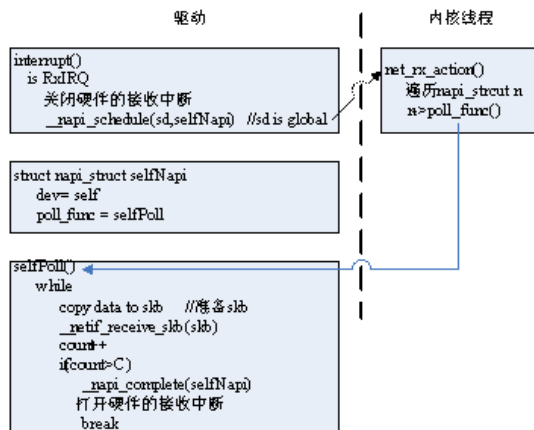 驱动
内核线程
interrupt()
is RxIRQ
关闭硬件的接收中断
__napi_schedule(sd,selfNapi) //sd is global
net_rx_action()
遍历napi_strcut n
n->poll_func()
struct napi_struct selfNapi
dev= self
poll_func = selfPoll
selfPoll()
while
copy data to skb //准备skb
_netif_receive_skb(skb)
count++
if(count>C)
__napi_complete(selfNapi)
打开硬件的接收中断
break